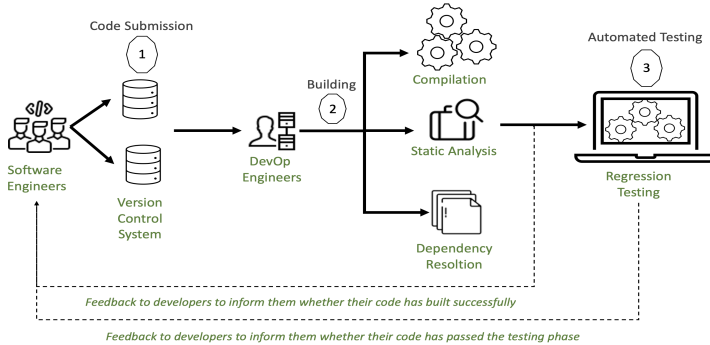 Code Submission
1
</>
Software
Engineers
Version
Control
System
DevOp
Engineers
Building
2
Compilation
Static Analysis
!
Dependency
Resoltion
Automated Testing
3
Regression
Testing
Feedback to developers to inform them whether their code has built successfully
Feedback to developers to inform them whether their code has passed the testing phase